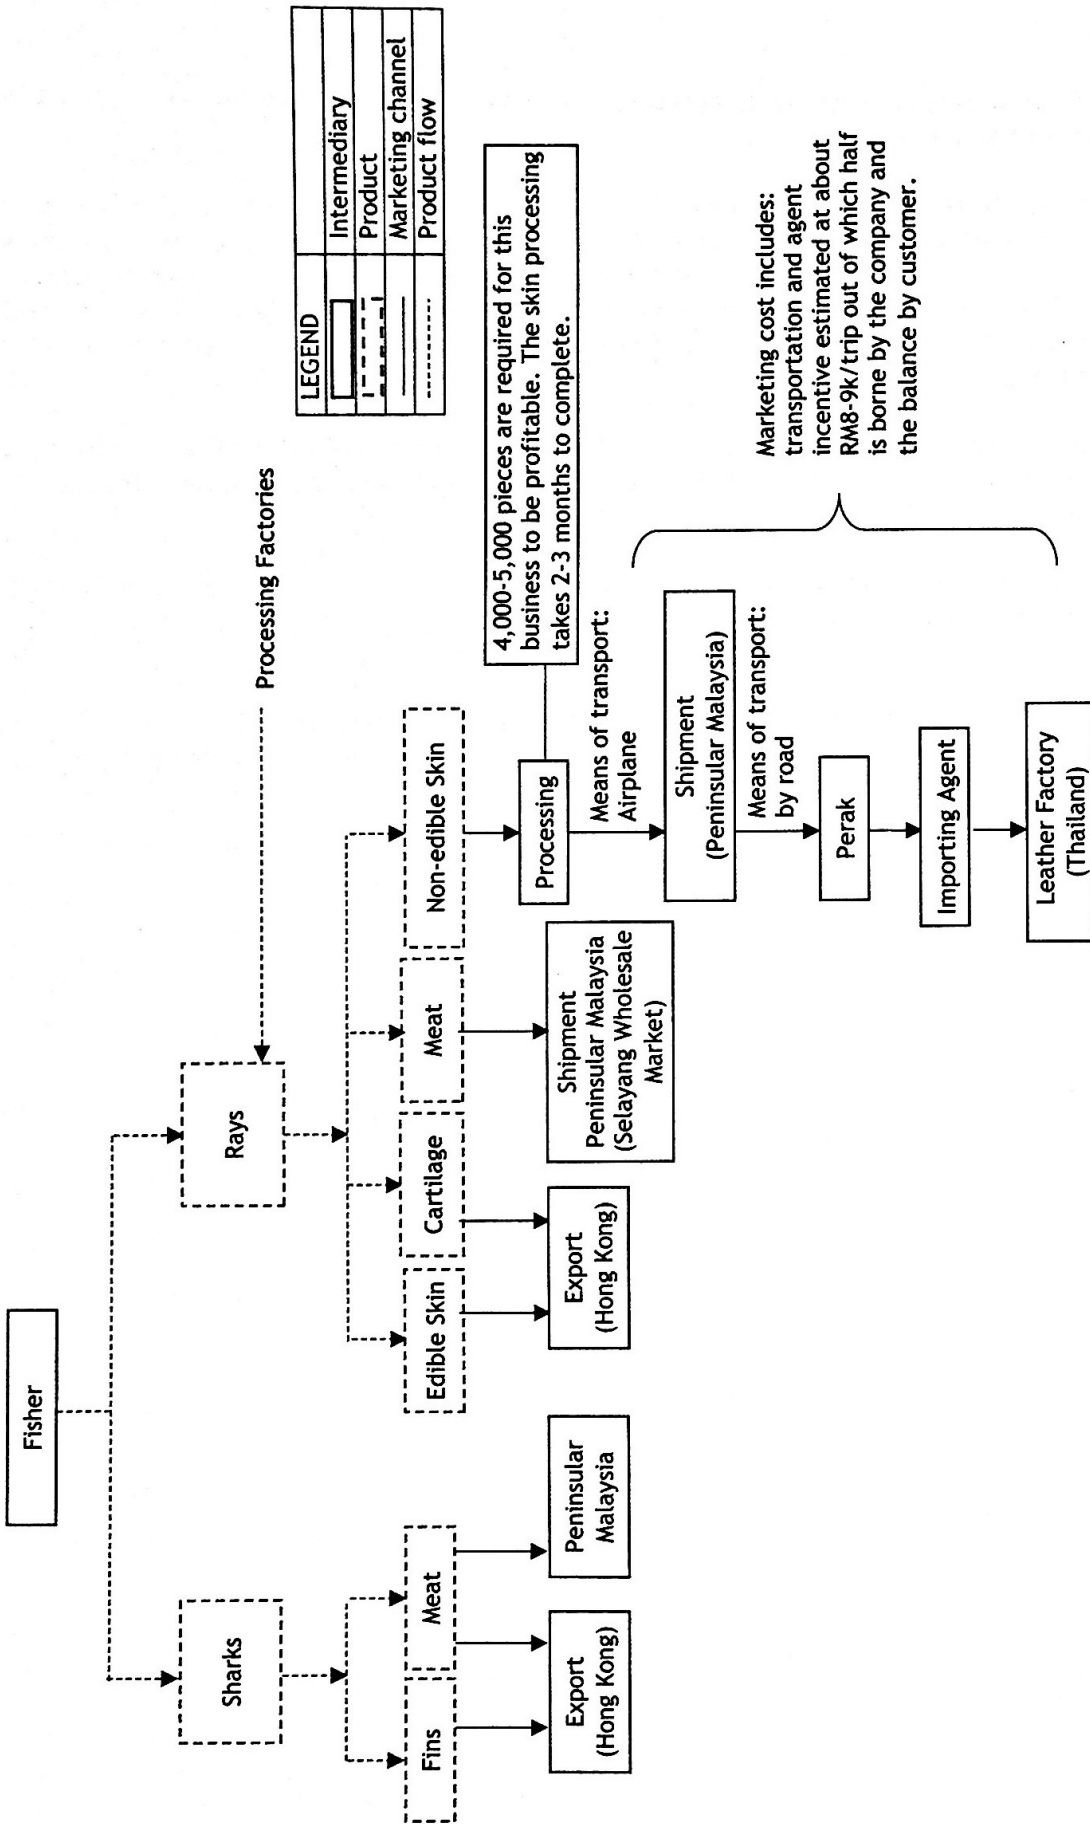 Fisher
Sharks
Rays
Processing Factories
LEGEND
Intermediary
Product
Marketing channel
Product flow
Fins
Meat
Edible Skin
Cartilage
Meat
Non-edible Skin
Export
(Hong Kong)
Peninsular
Malaysia
Export
(Hong Kong)
Shipment
Peninsular Malaysia
(Selayang Wholesale
Market)
Processing
4,000-5,000 pieces are required for this
business to be profitable. The skin processing
takes 2-3 months to complete.
Means of transport:
Airplane
Shipment
(Peninsular Malaysia)
Means of transport:
by road
Perak
Importing Agent
Leather Factory
(Thailand)
Marketing cost includes:
transportation and agent
incentive estimated at about
RM8-9k/trip out of which half
is borne by the company and
the balance by customer.